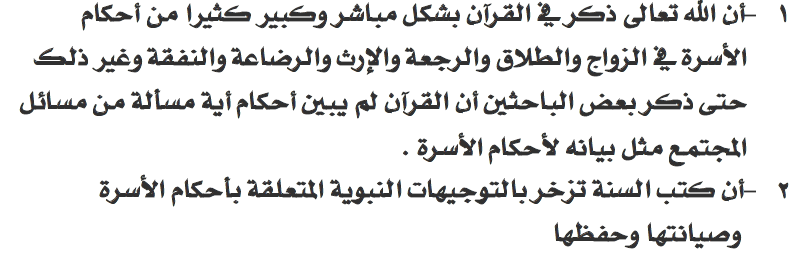 ١ –أن الله تعالى ذكر في القرآن بشكل مباشر وكبير كثيرا من أحكام
الأسرة في الزواج والطلاق والرجعة والإرث والرضاعة والنفقة وغير ذلك
حتى ذكر بعض الباحثين أن القرآن لم يبين أحكام أية مسألة من مسائل
المجتمع مثل بيانه لأحكام الأسرة .
٢ –أن كتب السنة تزخر بالتوجيهات النبوية المتعلقة بأحكام الأسرة
وصيانتها وحفظها